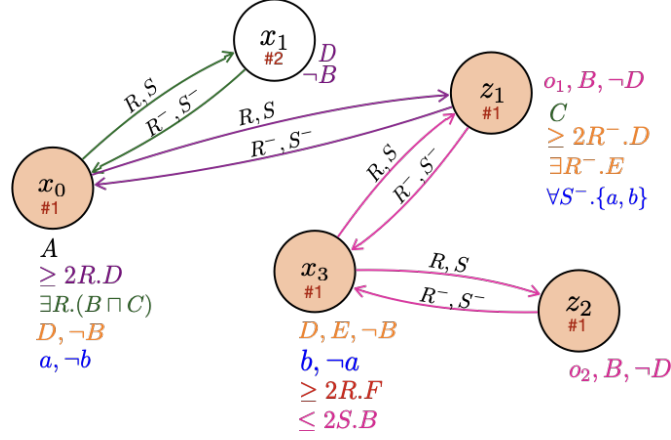 x₁
#2
D
¬B
R, S
R⁻, S⁻
R, S
R⁻, S⁻
z₁
#1
o₁, B, ¬D
C
≥ 2R⁻.D
∃R⁻.E
∀S⁻.{a, b}
x₀
#1
A
≥ 2R.D
∃R.(B ⊓ C)
D, ¬B
a, ¬b
R, S
R⁻, S⁻
x₃
#1
D, E, ¬B
b, ¬a
≥ 2R.F
≤ 2S.B
R, S
R⁻, S⁻
z₂
#1
o₂, B, ¬D